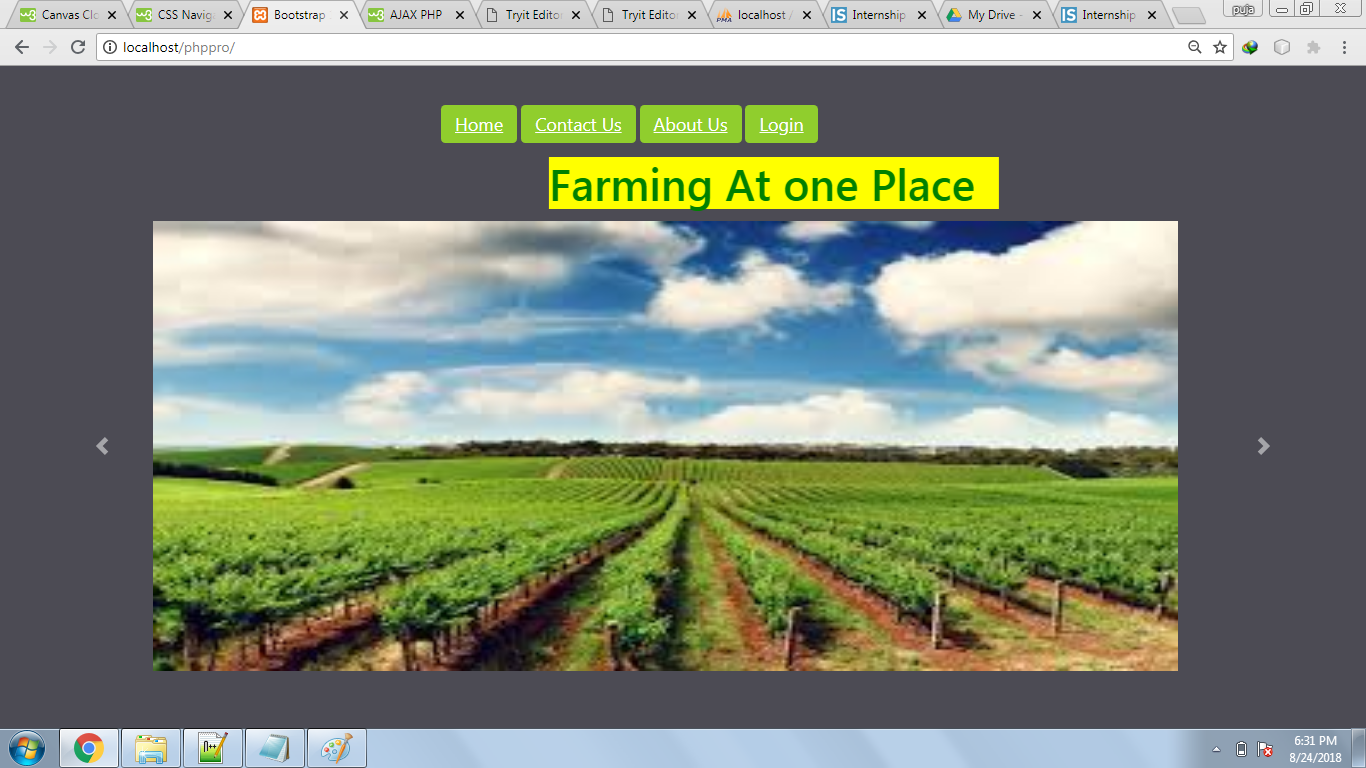 Canvas Clo CSS Naviga Bootstrap AJAX PHP Tryit Edito Tryit Edito localhost / Internship My Drive - Internship puja
localhost/phppro/
Home Contact Us About Us Login
Farming At one Place
6:31 PM
8/24/2018